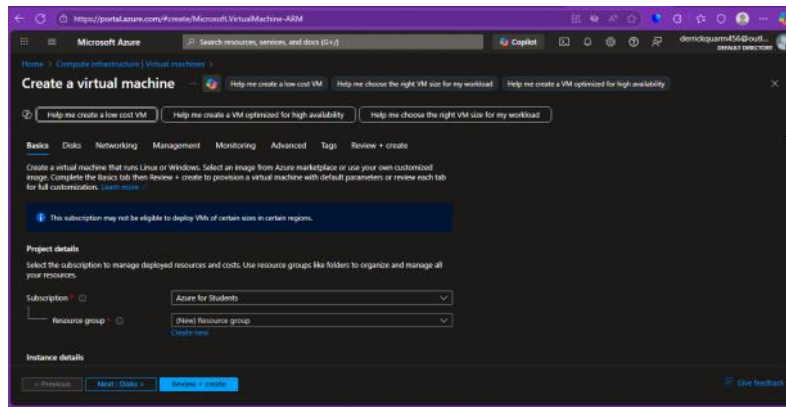 https://portal.azure.com/#create/Microsoft.VirtualMachine-ARM
Microsoft Azure
Search resources, services, and docs (G+/)
Copilot
derrickquarm456@outl...
DEFAULT DIRECTORY
Home > Compute infrastructure | Virtual machines >
Create a virtual machine
Help me create a low cost VM
Help me choose the right VM size for my workload
Help me create a VM optimized for high availability
Help me create a low cost VM
Help me create a VM optimized for high availability
Help me choose the right VM size for my workload
Basics Disks Networking Management Monitoring Advanced Tags Review + create
Create a virtual machine that runs Linux or Windows. Select an image from Azure marketplace or use your own customized
image. Complete the Basics tab then Review + create to provision a virtual machine with default parameters or review each tab
for full customization. Learn more
This subscription may not be eligible to deploy VMs of certain sizes in certain regions.
Project details
Select the subscription to manage deployed resources and costs. Use resource groups like folders to organize and manage all
your resources.
Subscription *
Azure for Students
Resource group *
(New) Resource group
Create new
Instance details
< Previous
Next : Disks >
Review + create
Give feedback